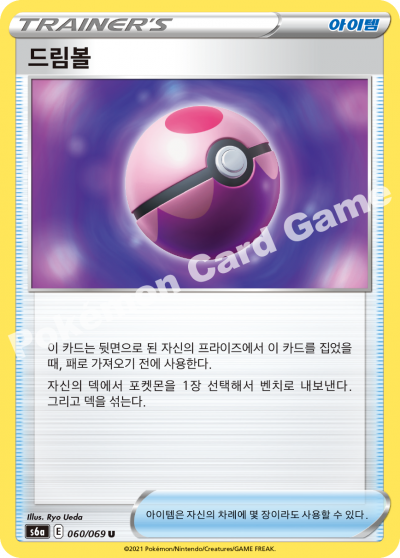 TRAINER'S 아이템
드림볼
Pokémon Card Game
이 카드는 뒷면으로 된 자신의 프라이즈에서 이 카드를 집었을
때, 패로 가져오기 전에 사용한다.
자신의 덱에서 포켓몬을 1장 선택해서 벤치로 내보낸다.
그리고 덱을 섞는다.
Illus. Ryo Ueda
s6a E 060/069 U
아이템은 자신의 차례에 몇 장이라도 사용할 수 있다.
©2021 Pokémon/Nintendo/Creatures/GAME FREAK.